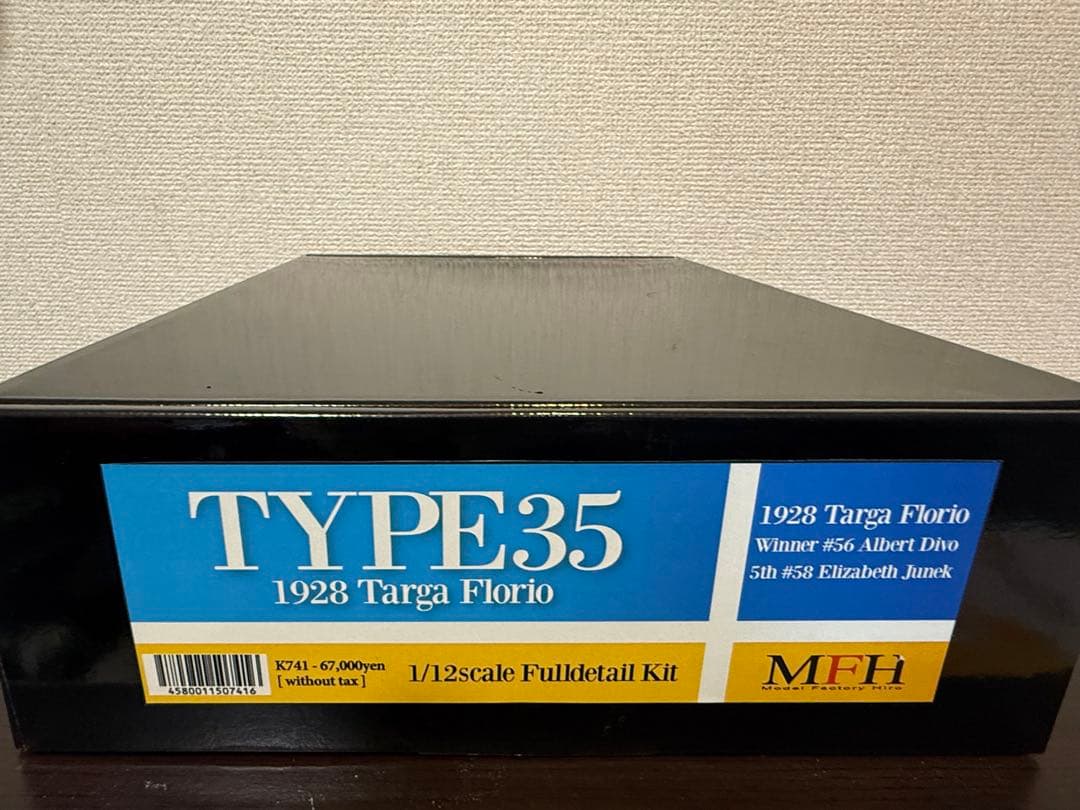 TYPE35
1928 Targa Florio
1928 Targa Florio
Winner #56 Albert Divo
5th #58 Elizabeth Junek
4580011507416
K741 - 67,000yen
[ without tax ]
1/12scale Fulldetail Kit
MFH
Model Factory Hiro